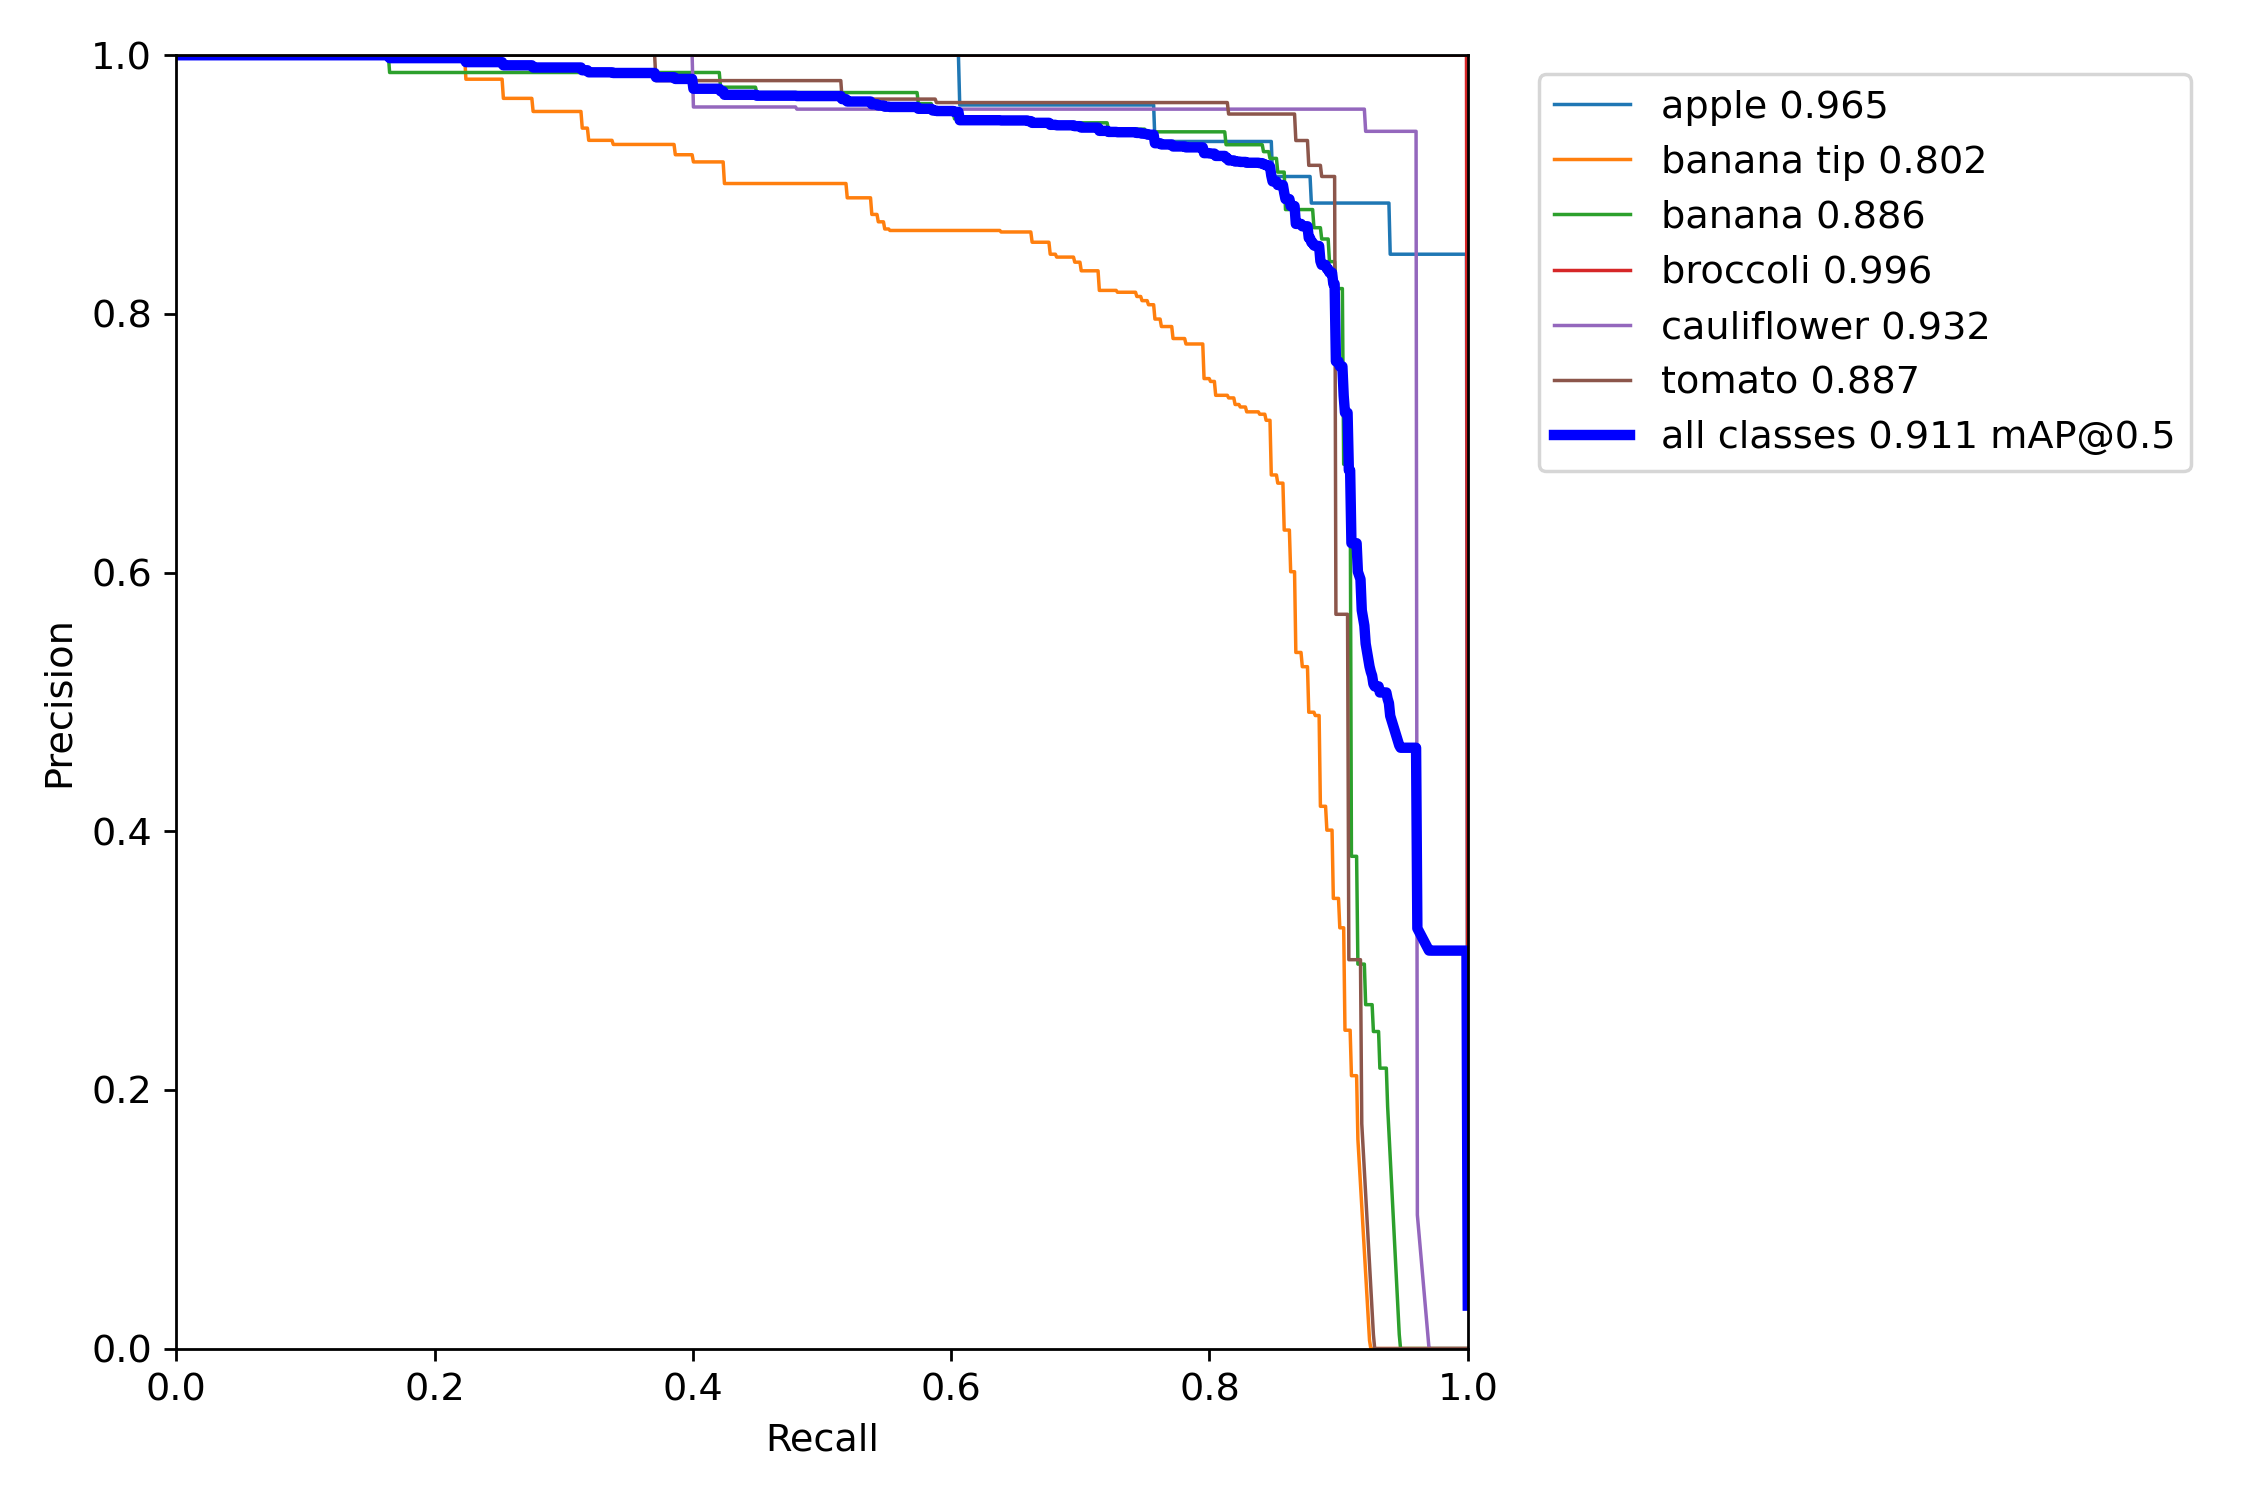 1.0
0.8
0.6
0.4
0.2
0.0
Precision
0.0 0.2 0.4 0.6 0.8 1.0
Recall
apple 0.965
banana tip 0.802
banana 0.886
broccoli 0.996
cauliflower 0.932
tomato 0.887
all classes 0.911 mAP@0.5